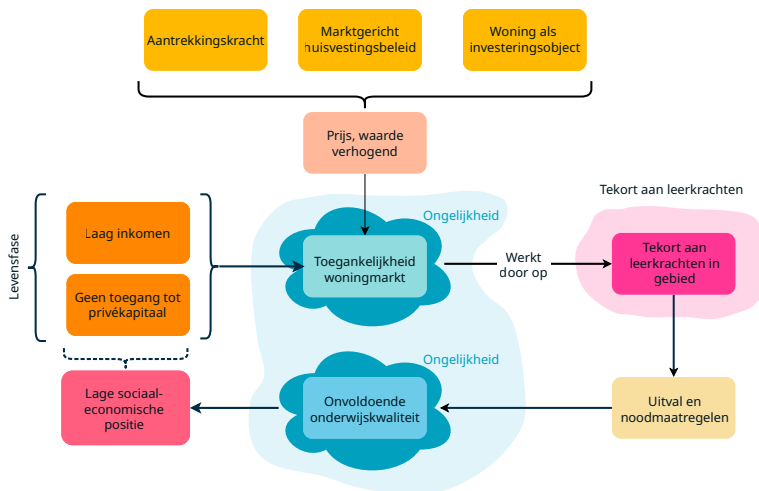 Aantrekkingskracht
Marktgericht
huisvestingsbeleid
Woning als
investeringsobject
Prijs, waarde
verhogend
Tekort aan leerkrachten
Ongelijkheid
Levensfase
Laag inkomen
Toegankelijkheid
woningmarkt
Werkt
door op
Tekort aan
leerkrachten in
gebied
Geen toegang tot
privékapitaal
Ongelijkheid
Lage sociaal-
economische
positie
Onvoldoende
onderwijskwaliteit
Uitval en
noodmaatregelen